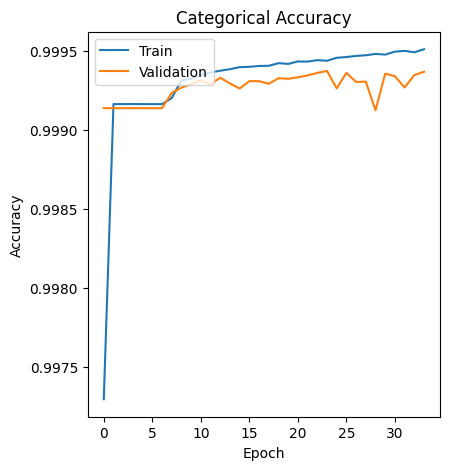 Categorical Accuracy
Train
Validation
0.9995
0.9990
0.9985
0.9980
0.9975
Accuracy
0 5 10 15 20 25 30
Epoch